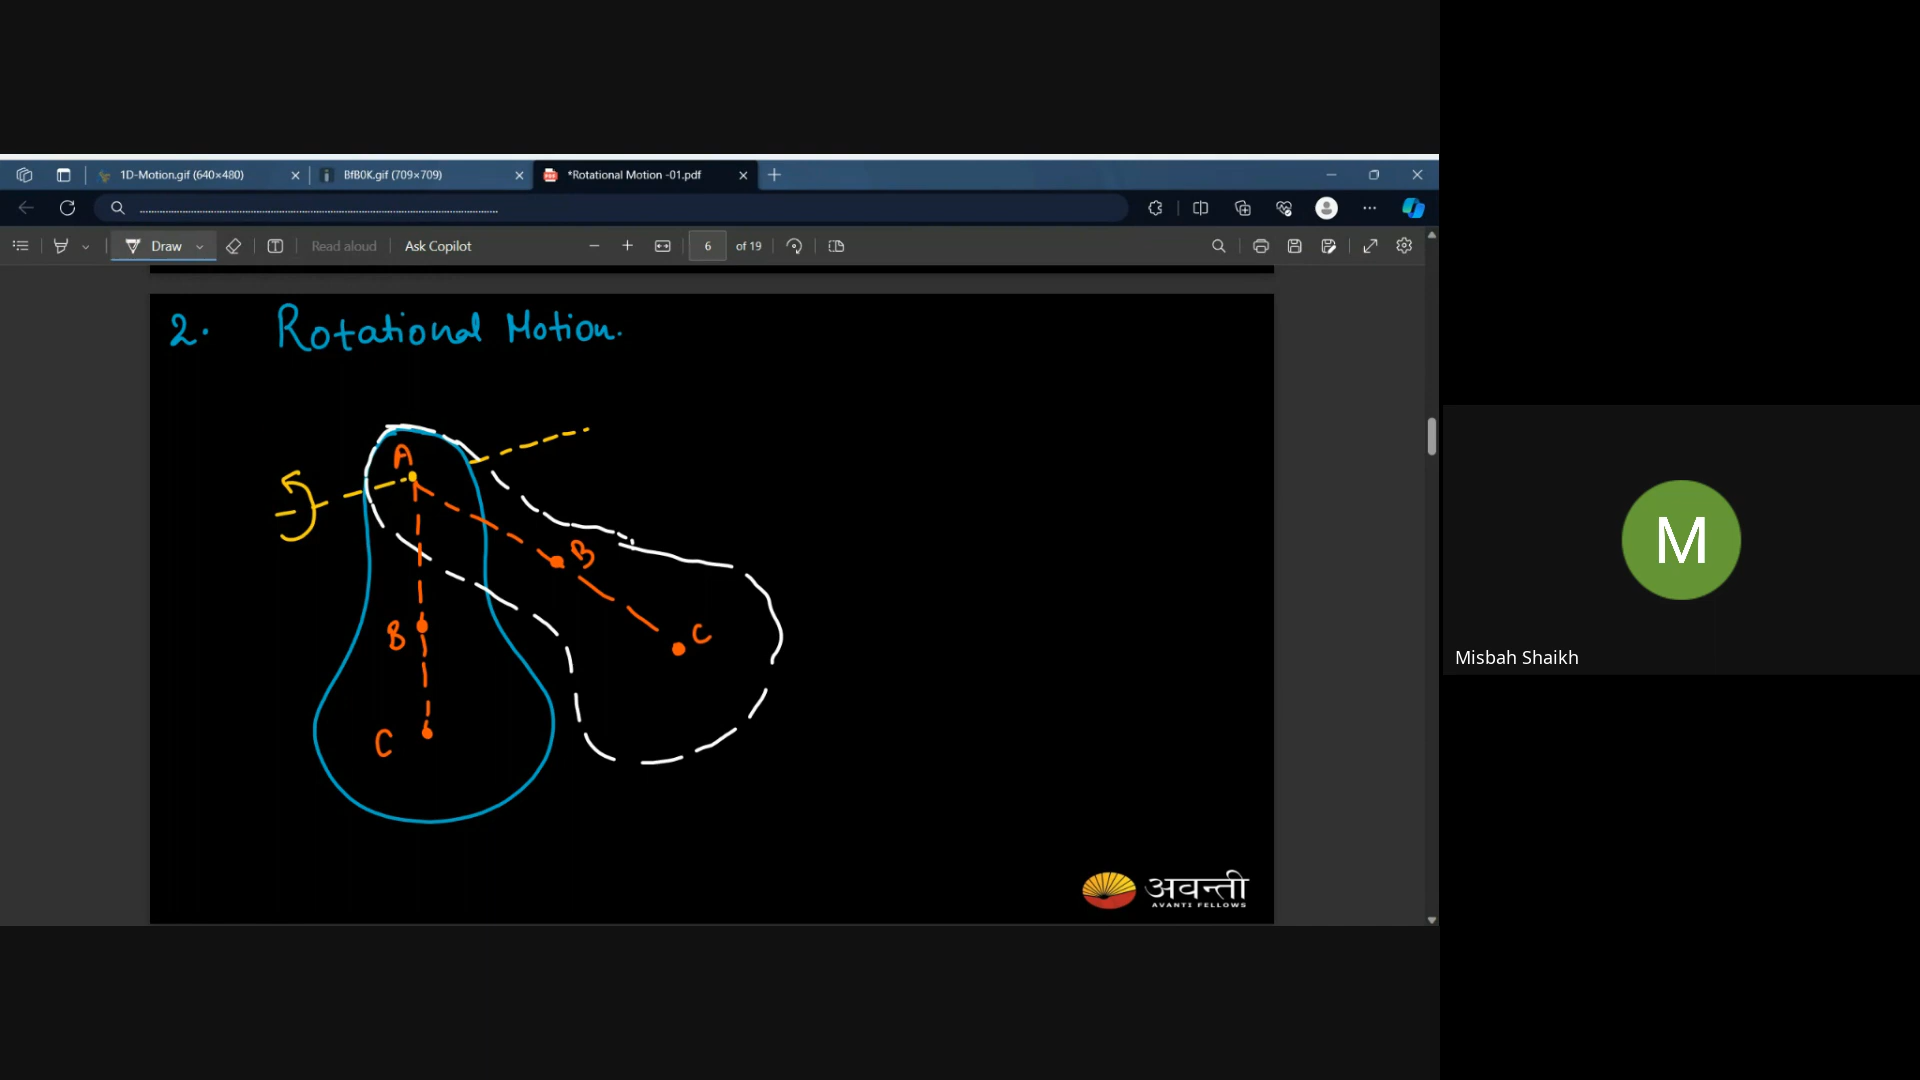 1D-Motion.gif (640×480)
BfB0K.gif (709×709)
*Rotational Motion -01.pdf
Draw
Read aloud
Ask Copilot
6 of 19
2. Rotational Motion.
A
B
B
C
C
अवन्ती
AVANTI FELLOWS
M
Misbah Shaikh